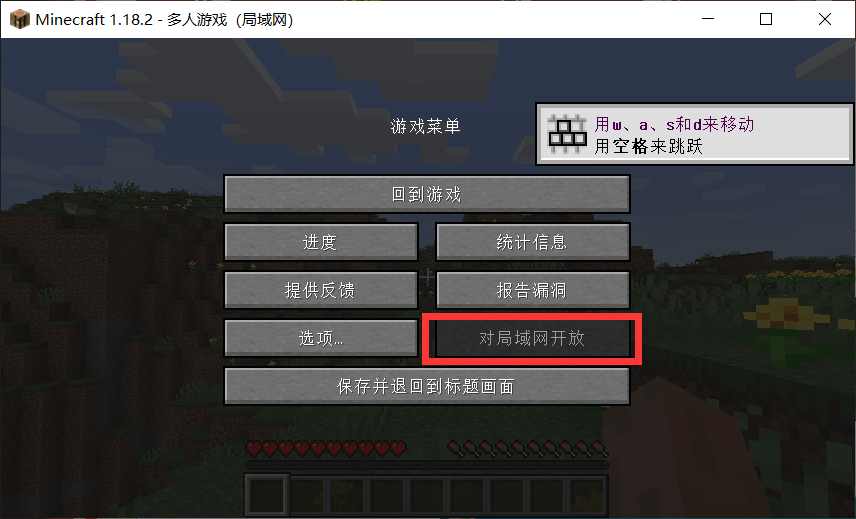 Minecraft 1.18.2 - 多人游戏（局域网）
游戏菜单
用w、a、s和d来移动
用空格来跳跃
回到游戏
进度
统计信息
提供反馈
报告漏洞
选项...
对局域网开放
保存并退回到标题画面